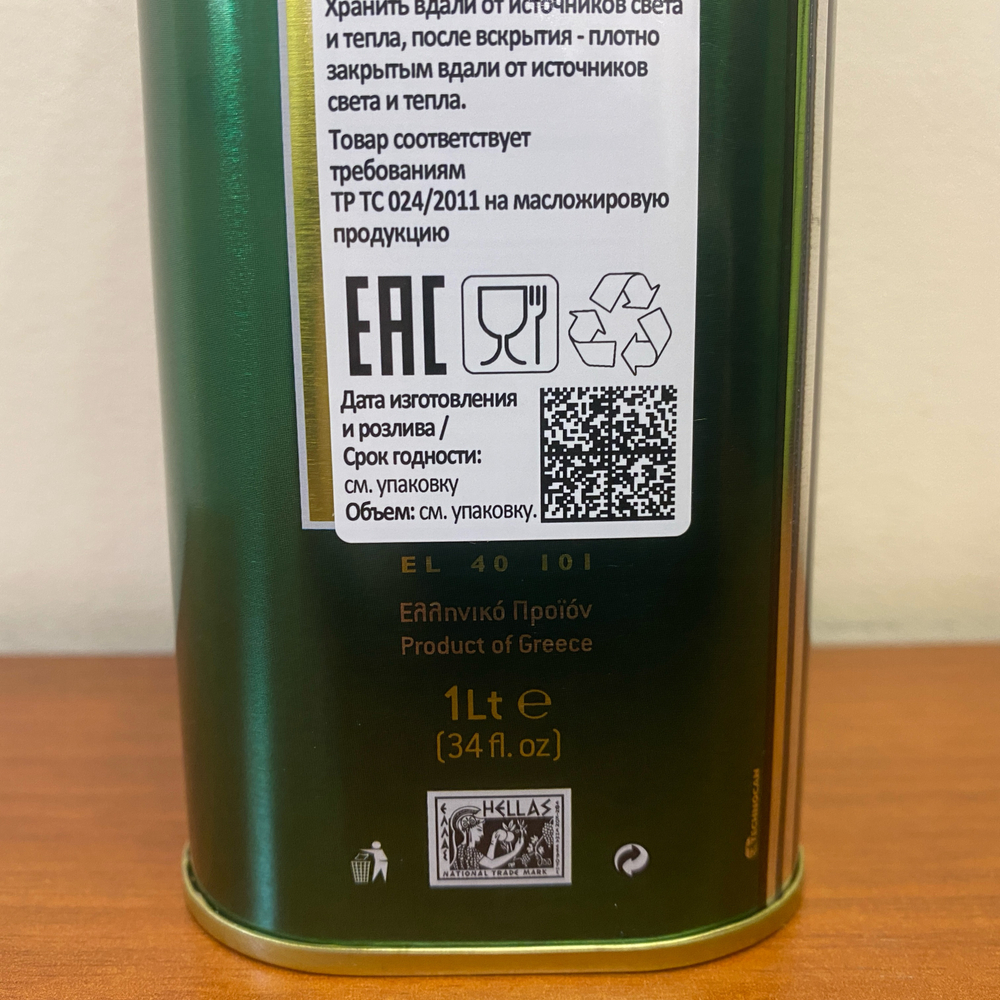 Хранить вдали от источников света
и тепла, после вскрытия - плотно
закрытым вдали от источников
света и тепла.
Товар соответствует
требованиям
ТР ТС 024/2011 на масложировую
продукцию
EAC
Дата изготовления
и розлива /
Срок годности:
см. упаковку
Объем: см. упаковку.
EL 40 101
Ελληνικό Προϊόν
Product of Greece
1Lt e
(34 fl. oz)
HELLAS
ΕΛΛΑΣ
NATIONAL TRADE MARK